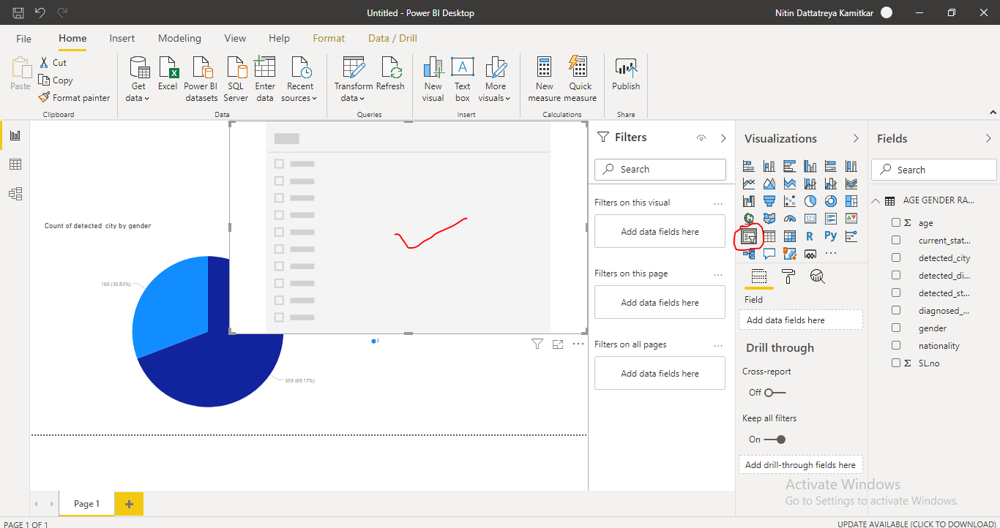 Untitled - Power BI Desktop
Nitin Dattatreya Kamitkar
File Home Insert Modeling View Help Format Data / Drill
Paste
Cut
Copy
Format painter
Clipboard
Get data
Excel
Power BI datasets
SQL Server
Enter data
Recent sources
Data
Transform data
Refresh
Queries
New visual
Text box
More visuals
Insert
New measure
Quick measure
Calculations
Publish
Share
Count of detected_city by gender
160 (30.83%)
359 (69.17%)
F
Filters
Search
Filters on this visual ...
Add data fields here
Filters on this page ...
Add data fields here
Filters on all pages ...
Add data fields here
Visualizations
123
R Py
Field
Add data fields here
Drill through
Cross-report
Off
Keep all filters
On
Add drill-through fields here
Fields
Search
AGE GENDER RA...
Σ age
current_stat...
detected_city
detected_di...
detected_st...
diagnosed_...
gender
nationality
Σ SL.no
Activate Windows
Go to Settings to activate Windows.
Page 1 +
PAGE 1 OF 1
UPDATE AVAILABLE (CLICK TO DOWNLOAD)